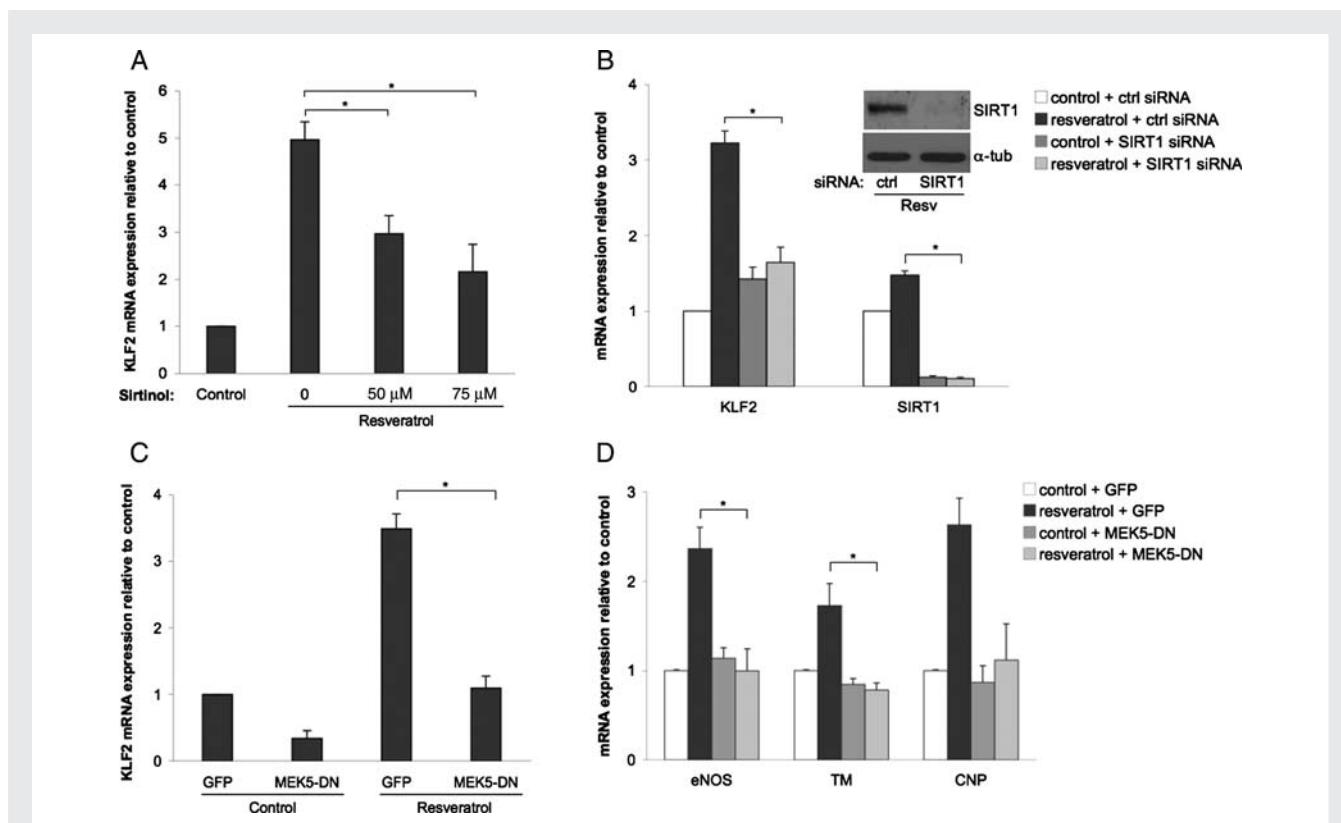 A
KLF2 mRNA expression relative to control
6
5
4
3
2
1
0
*
*
Sirtinol: Control 0 50 μM 75 μM
Resveratrol
B
mRNA expression relative to control
4
3
2
1
0
*
*
KLF2 SIRT1
SIRT1
α-tub
siRNA: ctrl SIRT1
Resv
control + ctrl siRNA
resveratrol + ctrl siRNA
control + SIRT1 siRNA
resveratrol + SIRT1 siRNA
C
KLF2 mRNA expression relative to control
4
3
2
1
0
*
GFP MEK5-DN GFP MEK5-DN
Control Resveratrol
D
mRNA expression relative to control
3
2
1
0
*
*
eNOS TM CNP
control + GFP
resveratrol + GFP
control + MEK5-DN
resveratrol + MEK5-DN